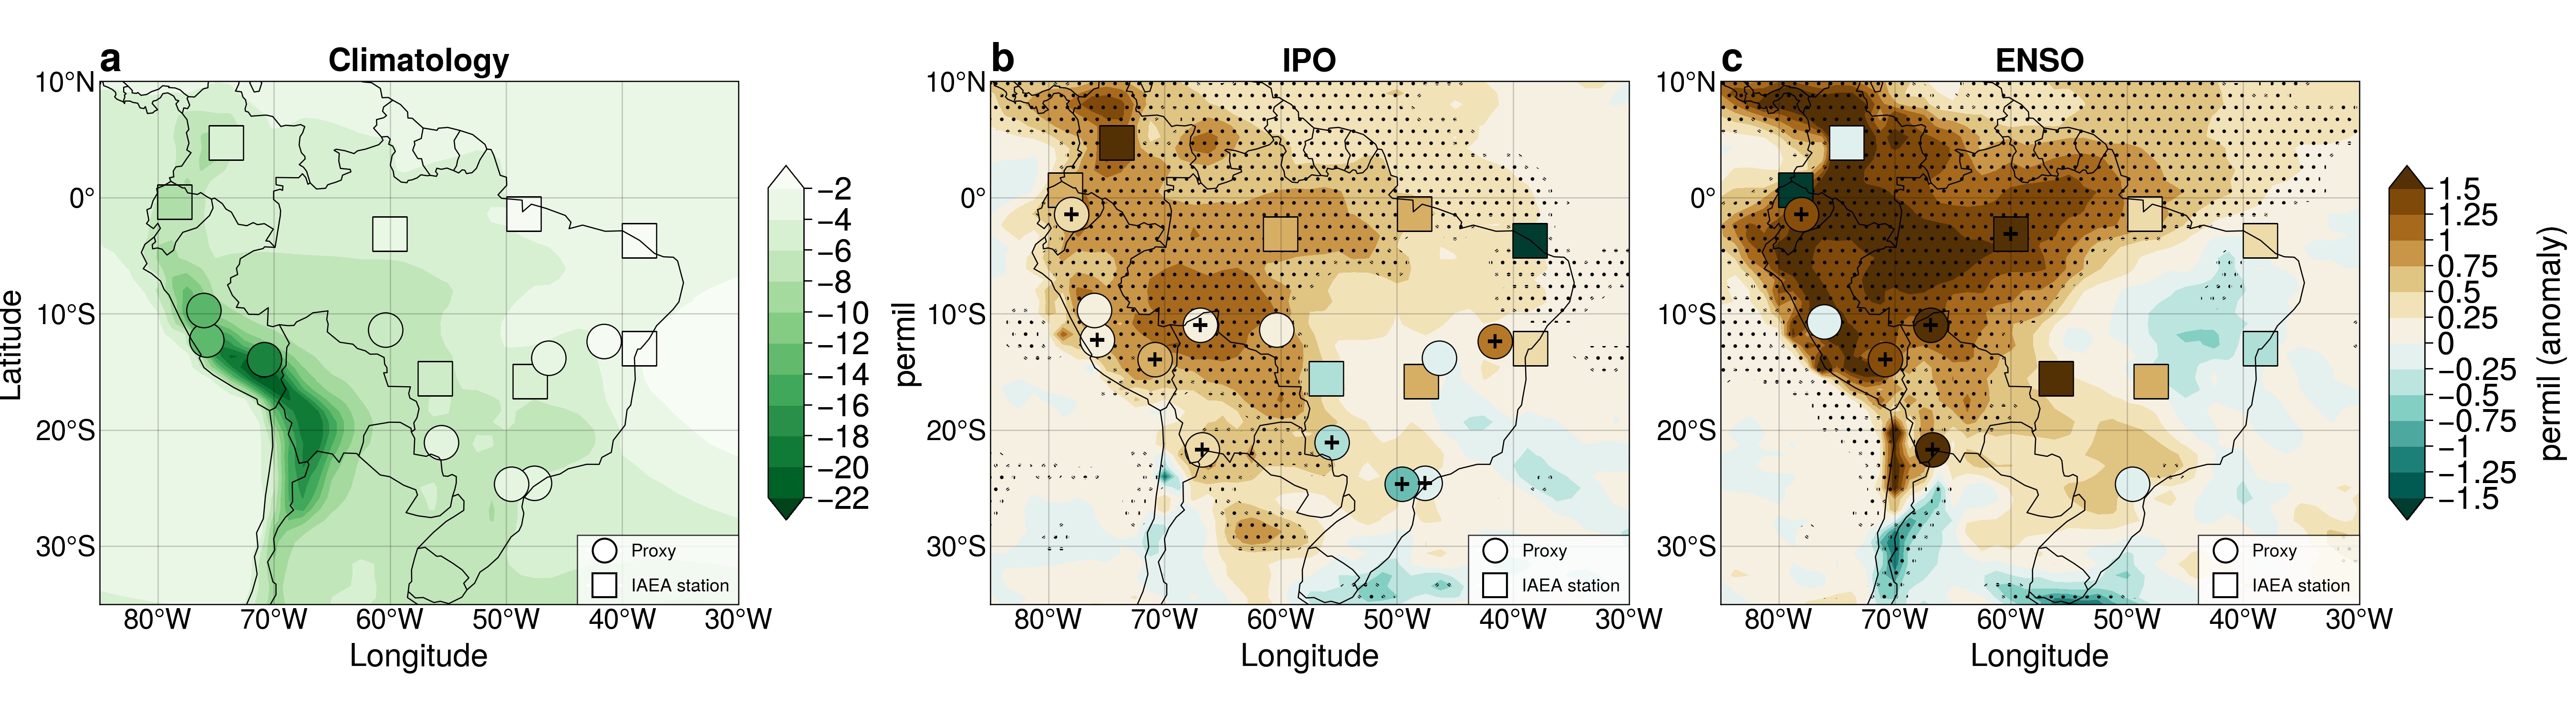 a Climatology
10°N
0°
10°S
20°S
30°S
Latitude
80°W 70°W 60°W 50°W 40°W 30°W
Longitude
Proxy
IAEA station
−2
−4
−6
−8
−10
−12
−14
−16
−18
−20
−22
permil
b IPO
10°N
0°
10°S
20°S
30°S
80°W 70°W 60°W 50°W 40°W 30°W
Longitude
Proxy
IAEA station
c ENSO
10°N
0°
10°S
20°S
30°S
80°W 70°W 60°W 50°W 40°W 30°W
Longitude
Proxy
IAEA station
1.5
1.25
1
0.75
0.5
0.25
0
−0.25
−0.5
−0.75
−1
−1.25
−1.5
permil (anomaly)